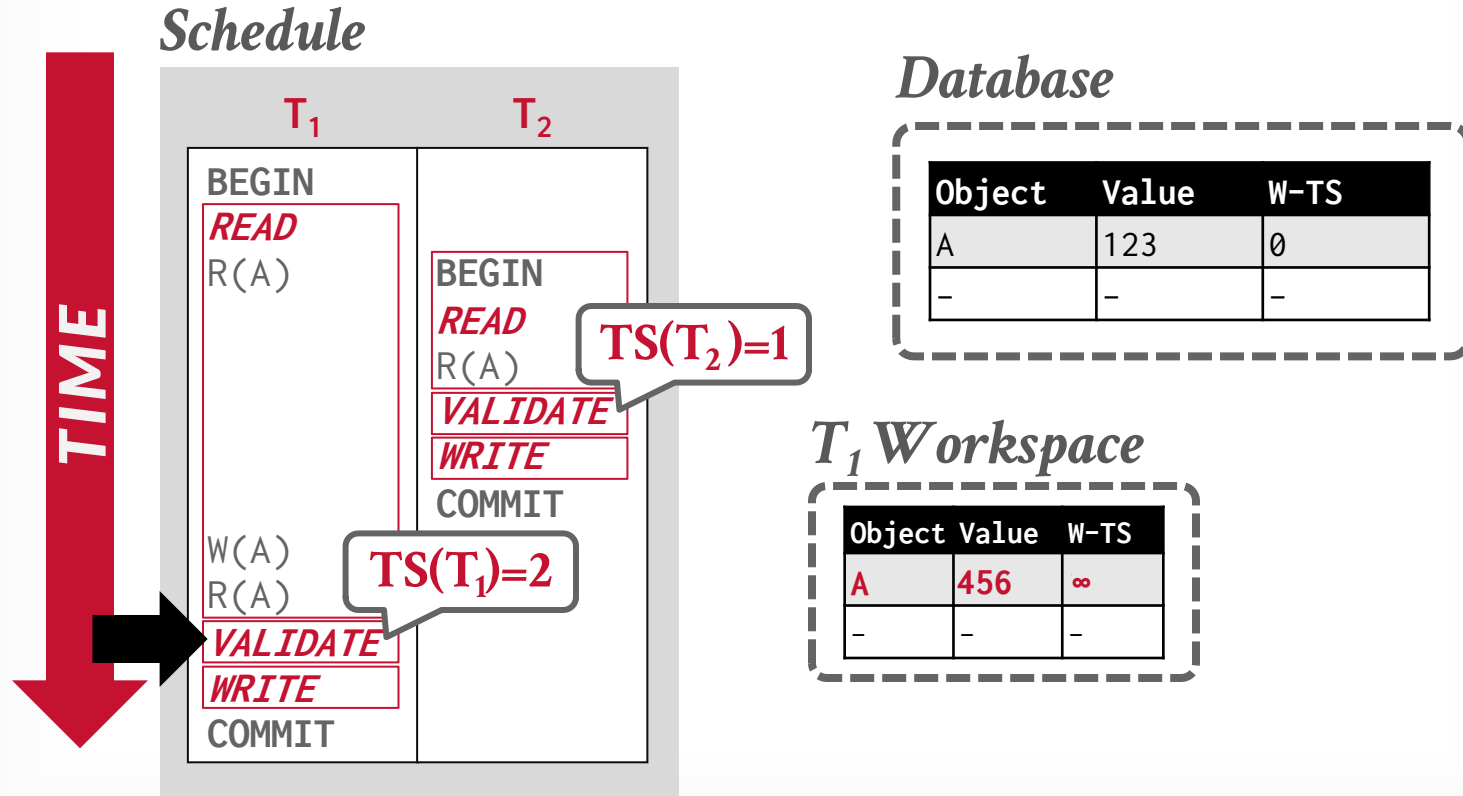 Schedule
TIME
T1 T2
BEGIN
READ
R(A) BEGIN
READ
TS(T2)=1
R(A)
VALIDATE
WRITE
COMMIT
W(A)
TS(T1)=2
R(A)
VALIDATE
WRITE
COMMIT
Database
Object Value W-TS
A 123 0
- - -
T1 Workspace
Object Value W-TS
A 456 ∞
- - -